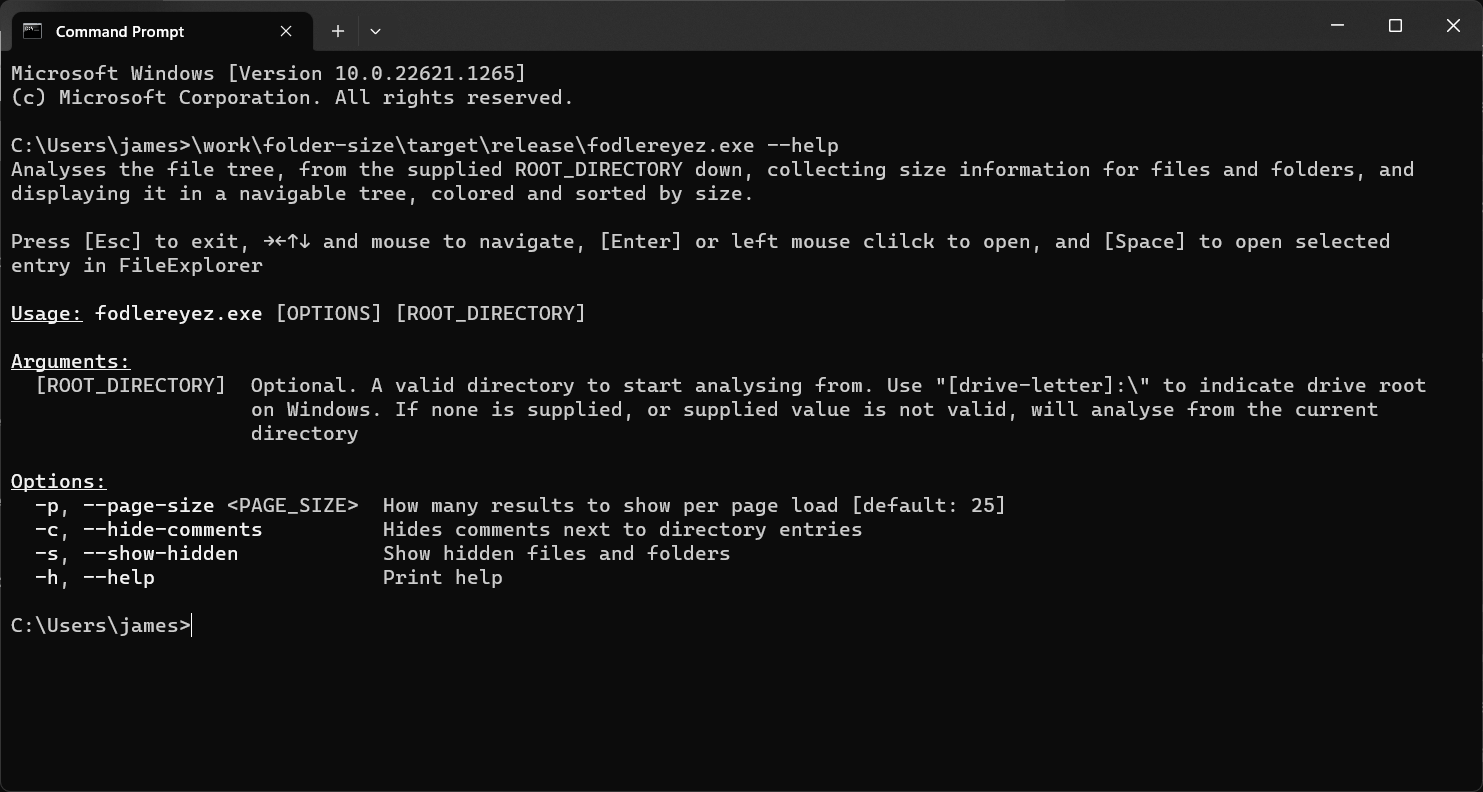 Command Prompt
Microsoft Windows [Version 10.0.22621.1265]
(c) Microsoft Corporation. All rights reserved.
C:\Users\james>\work\folder-size\target\release\fodlereyez.exe --help
Analyses the file tree, from the supplied ROOT_DIRECTORY down, collecting size information for files and folders, and
displaying it in a navigable tree, colored and sorted by size.
Press [Esc] to exit, →←↑↓ and mouse to navigate, [Enter] or left mouse clilck to open, and [Space] to open selected
entry in FileExplorer
Usage: fodlereyez.exe [OPTIONS] [ROOT_DIRECTORY]
Arguments:
[ROOT_DIRECTORY]  Optional. A valid directory to start analysing from. Use "[drive-letter]:\" to indicate drive root
on Windows. If none is supplied, or supplied value is not valid, will analyse from the current
directory
Options:
-p, --page-size <PAGE_SIZE>  How many results to show per page load [default: 25]
-c, --hide-comments          Hides comments next to directory entries
-s, --show-hidden            Show hidden files and folders
-h, --help                   Print help
C:\Users\james>